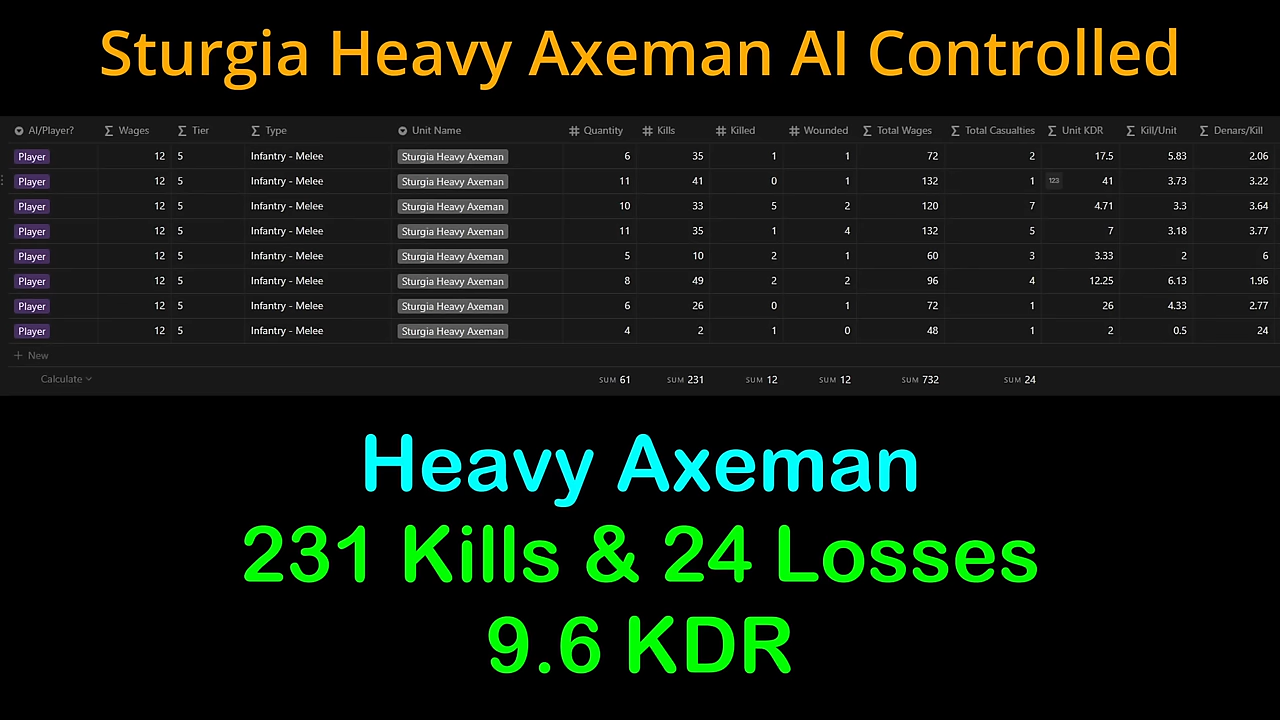 Sturgia Heavy Axeman AI Controlled
AI/Player? Σ Wages Σ Tier Σ Type Unit Name # Quantity # Kills # Killed # Wounded Σ Total Wages Σ Total Casualties Σ Unit KDR Σ Kill/Unit Σ Denars/Kill
Player 12 5 Infantry - Melee Sturgia Heavy Axeman 6 35 1 1 72 2 17.5 5.83 2.06
Player 12 5 Infantry - Melee Sturgia Heavy Axeman 11 41 0 1 132 1 123 41 3.73 3.22
Player 12 5 Infantry - Melee Sturgia Heavy Axeman 10 33 5 2 120 7 4.71 3.3 3.64
Player 12 5 Infantry - Melee Sturgia Heavy Axeman 11 35 1 4 132 5 7 3.18 3.77
Player 12 5 Infantry - Melee Sturgia Heavy Axeman 5 10 2 1 60 3 3.33 2 6
Player 12 5 Infantry - Melee Sturgia Heavy Axeman 8 49 2 2 96 4 12.25 6.13 1.96
Player 12 5 Infantry - Melee Sturgia Heavy Axeman 6 26 0 1 72 1 26 4.33 2.77
Player 12 5 Infantry - Melee Sturgia Heavy Axeman 4 2 1 0 48 1 2 0.5 24
+ New
Calculate SUM 61 SUM 231 SUM 12 SUM 12 SUM 732 SUM 24
Heavy Axeman
231 Kills & 24 Losses
9.6 KDR